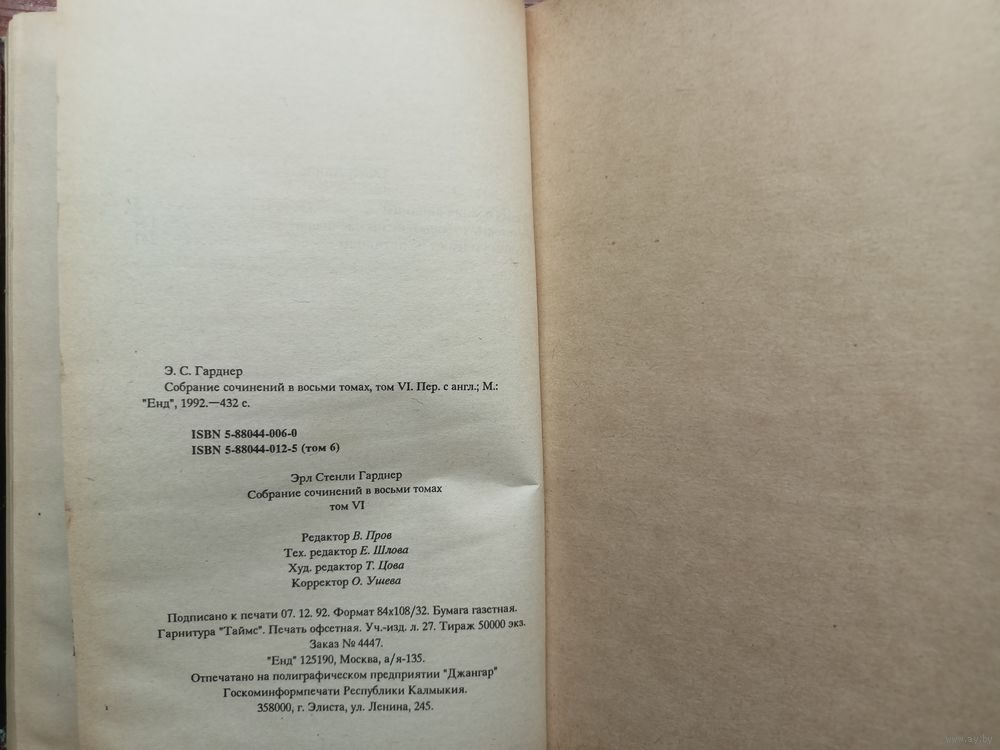 Э. С. Гарднер
Собрание сочинений в восьми томах, том VI. Пер. с англ.; М.:
"Енд", 1992.—432 с.
ISBN 5-88044-006-0
ISBN 5-88044-012-5 (том 6)
Эрл Стенли Гарднер
Собрание сочинений в восьми томах
том VI
Редактор В. Пров
Тех. редактор Е. Шлова
Худ. редактор Т. Цова
Корректор О. Ушева
Подписано к печати 07. 12. 92. Формат 84х108/32. Бумага газетная.
Гарнитура "Таймс". Печать офсетная. Уч.-изд. л. 27. Тираж 50000 экз.
Заказ № 4447.
"Енд" 125190, Москва, а/я-135.
Отпечатано на полиграфическом предприятии "Джангар"
Госкоминформпечати Республики Калмыкия.
358000, г. Элиста, ул. Ленина, 245.
www.ay.by